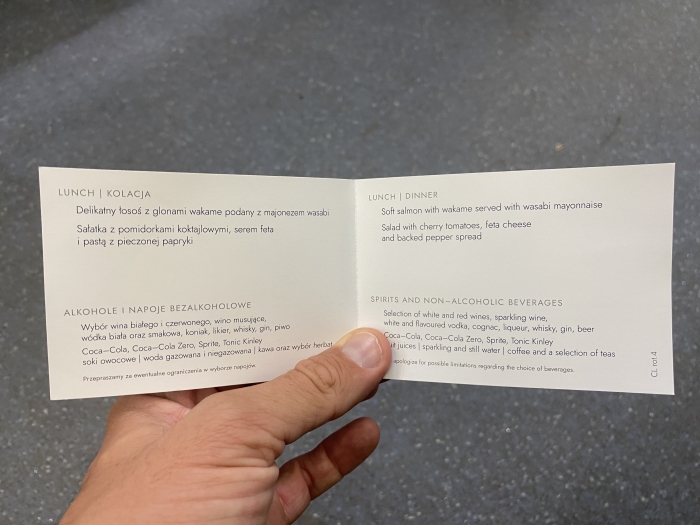 LUNCH | KOLACJA
Delikatny łosoś z glonami wakame podany z majonezem wasabi
Sałatka z pomidorkami koktajlowymi, serem feta
i pastą z pieczonej papryki
ALKOHOLE I NAPOJE BEZALKOHOLOWE
Wybór wina białego i czerwonego, wino musujące,
wódka biała oraz smakowa, koniak, likier, whisky, gin, piwo
Coca–Cola, Coca–Cola Zero, Sprite, Tonic Kinley
soki owocowe | woda gazowana i niegazowana | kawa oraz wybór herbat
Przepraszamy za ewentualne ograniczenia w wyborze napojów.
LUNCH | DINNER
Soft salmon with wakame served with wasabi mayonnaise
Salad with cherry tomatoes, feta cheese
and backed pepper spread
SPIRITS AND NON–ALCOHOLIC BEVERAGES
Selection of white and red wines, sparkling wine,
white and flavoured vodka, cognac, liqueur, whisky, gin, beer
Coca–Cola, Coca–Cola Zero, Sprite, Tonic Kinley
juices | sparkling and still water | coffee and a selection of teas
apologize for possible limitations regarding the choice of beverages.
CL rot 4